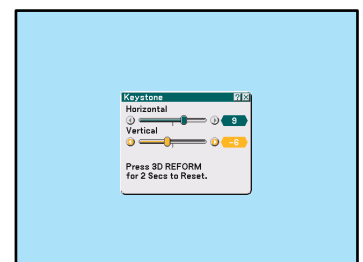 Keystone
Horizontal
9
Vertical
-6
Press 3D REFORM
for 2 Secs to Reset.